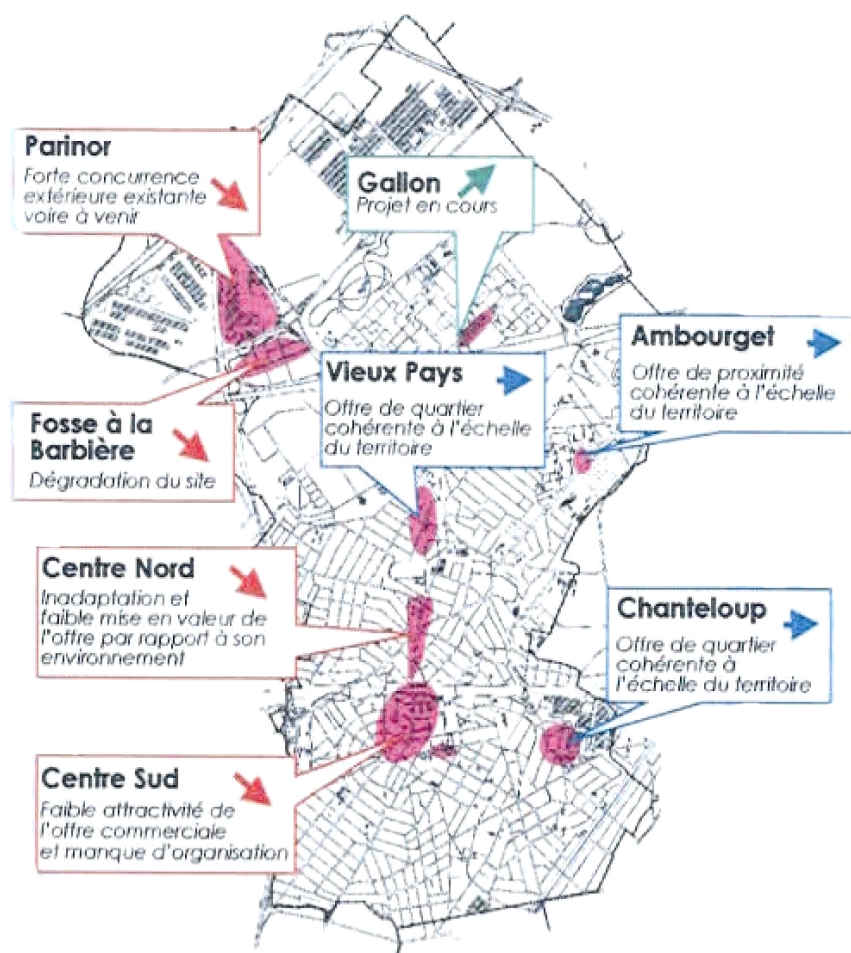 Parinor
Forte concurrence
extérieure existante
voire à venir
Galion
Projet en cours
Ambourget
Offre de proximité
cohérente à l'échelle
du territoire
Vieux Pays
Offre de quartier
cohérente à l'échelle
du territoire
Fosse à la
Barbière
Dégradation du site
Centre Nord
Inadaptation et
faible mise en valeur de
l'offre par rapport à son
environnement
Chanteloup
Offre de quartier
cohérente à
l'échelle du territoire
Centre Sud
Faible attractivité de
l'offre commerciale
et manque d'organisation